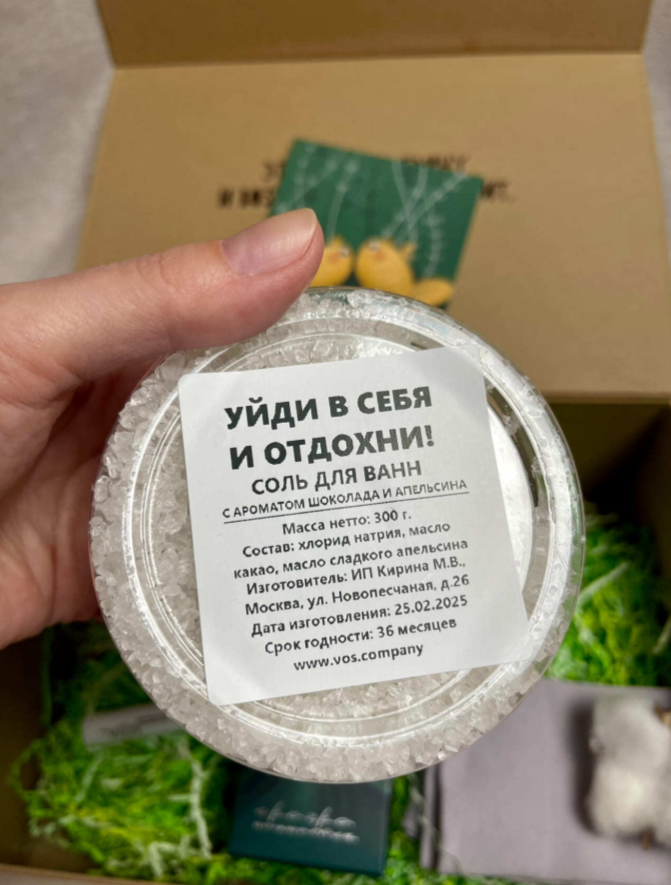 УЙДИ В СЕБЯ
И ОТДОХНИ!
СОЛЬ ДЛЯ ВАНН
С АРОМАТОМ ШОКОЛАДА И АПЕЛЬСИНА
Масса нетто: 300 г.
Состав: хлорид натрия, масло
какао, масло сладкого апельсина
Изготовитель: ИП Кирина М.В.,
Москва, ул. Новопесчаная, д.26
Дата изготовления: 25.02.2025
Срок годности: 36 месяцев
www.vos.company